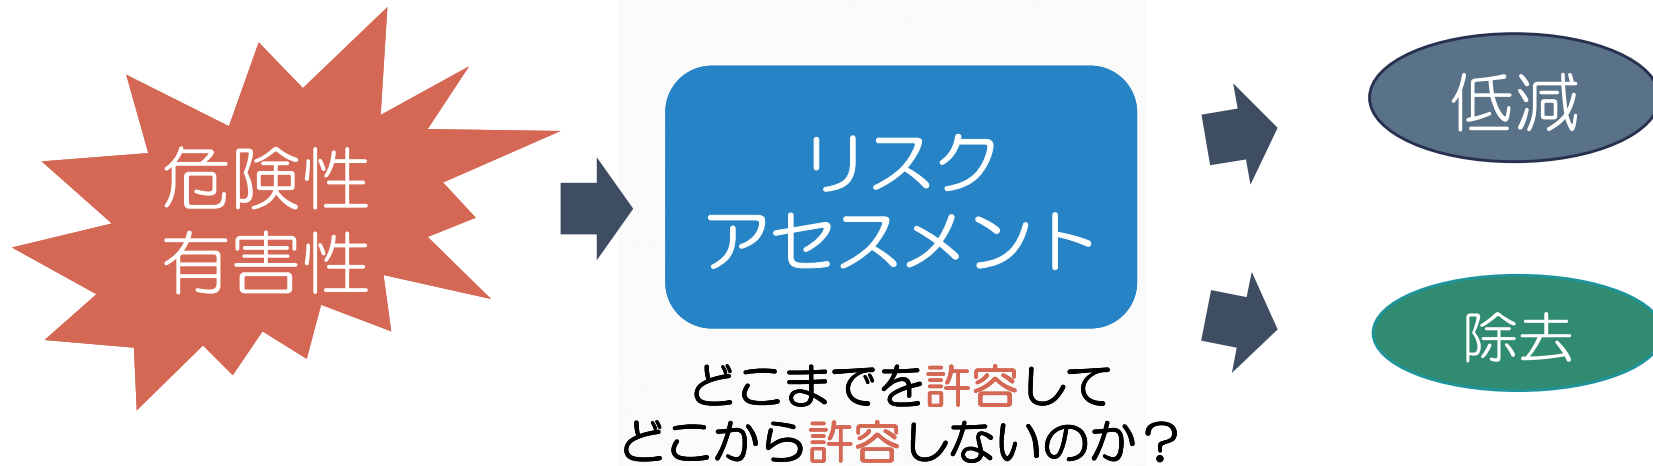 危険性
有害性
リスク
アセスメント
どこまでを許容して
どこから許容しないのか？
低減
除去